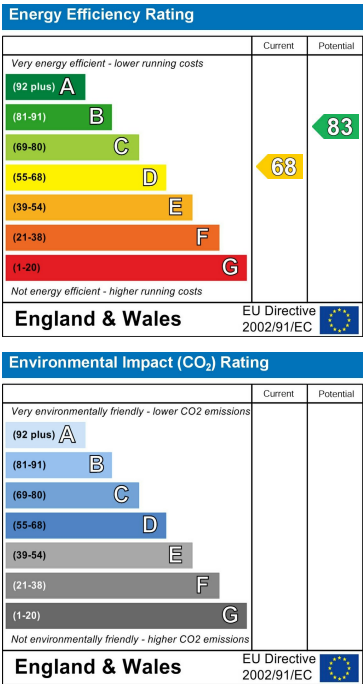 Energy Efficiency Rating
Current Potential
Very energy efficient - lower running costs
(92 plus) A
(81-91) B
(69-80) C
(55-68) D
(39-54) E
(21-38) F
(1-20) G
68
83
Not energy efficient - higher running costs
England & Wales
EU Directive
2002/91/EC
Environmental Impact (CO₂) Rating
Current Potential
Very environmentally friendly - lower CO2 emissions
(92 plus) A
(81-91) B
(69-80) C
(55-68) D
(39-54) E
(21-38) F
(1-20) G
Not environmentally friendly - higher CO2 emissions
England & Wales
EU Directive
2002/91/EC